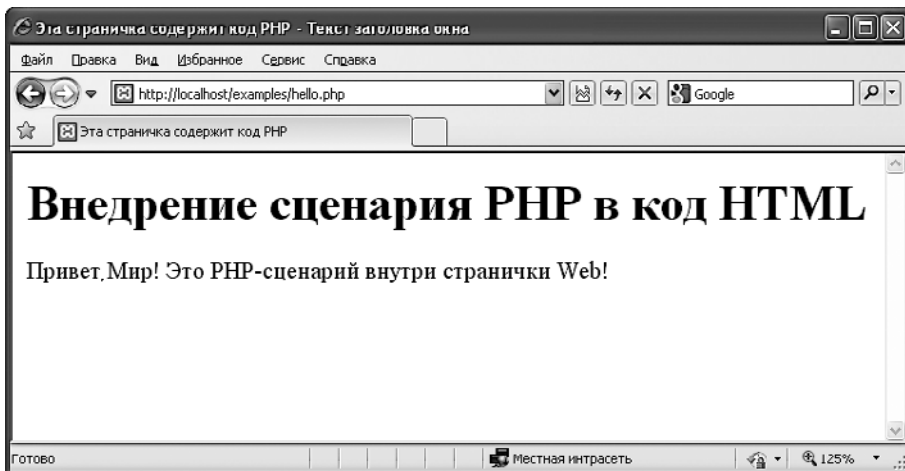 Эта страничка содержит код PHP - Текст заголовка окна
Файл Правка Вид Избранное Сервис Справка
http://localhost/examples/hello.php Google
Эта страничка содержит код PHP
Внедрение сценария PHP в код HTML
Привет,Мир! Это PHP-сценарий внутри странички Web!
Готово Местная интрасеть 125%